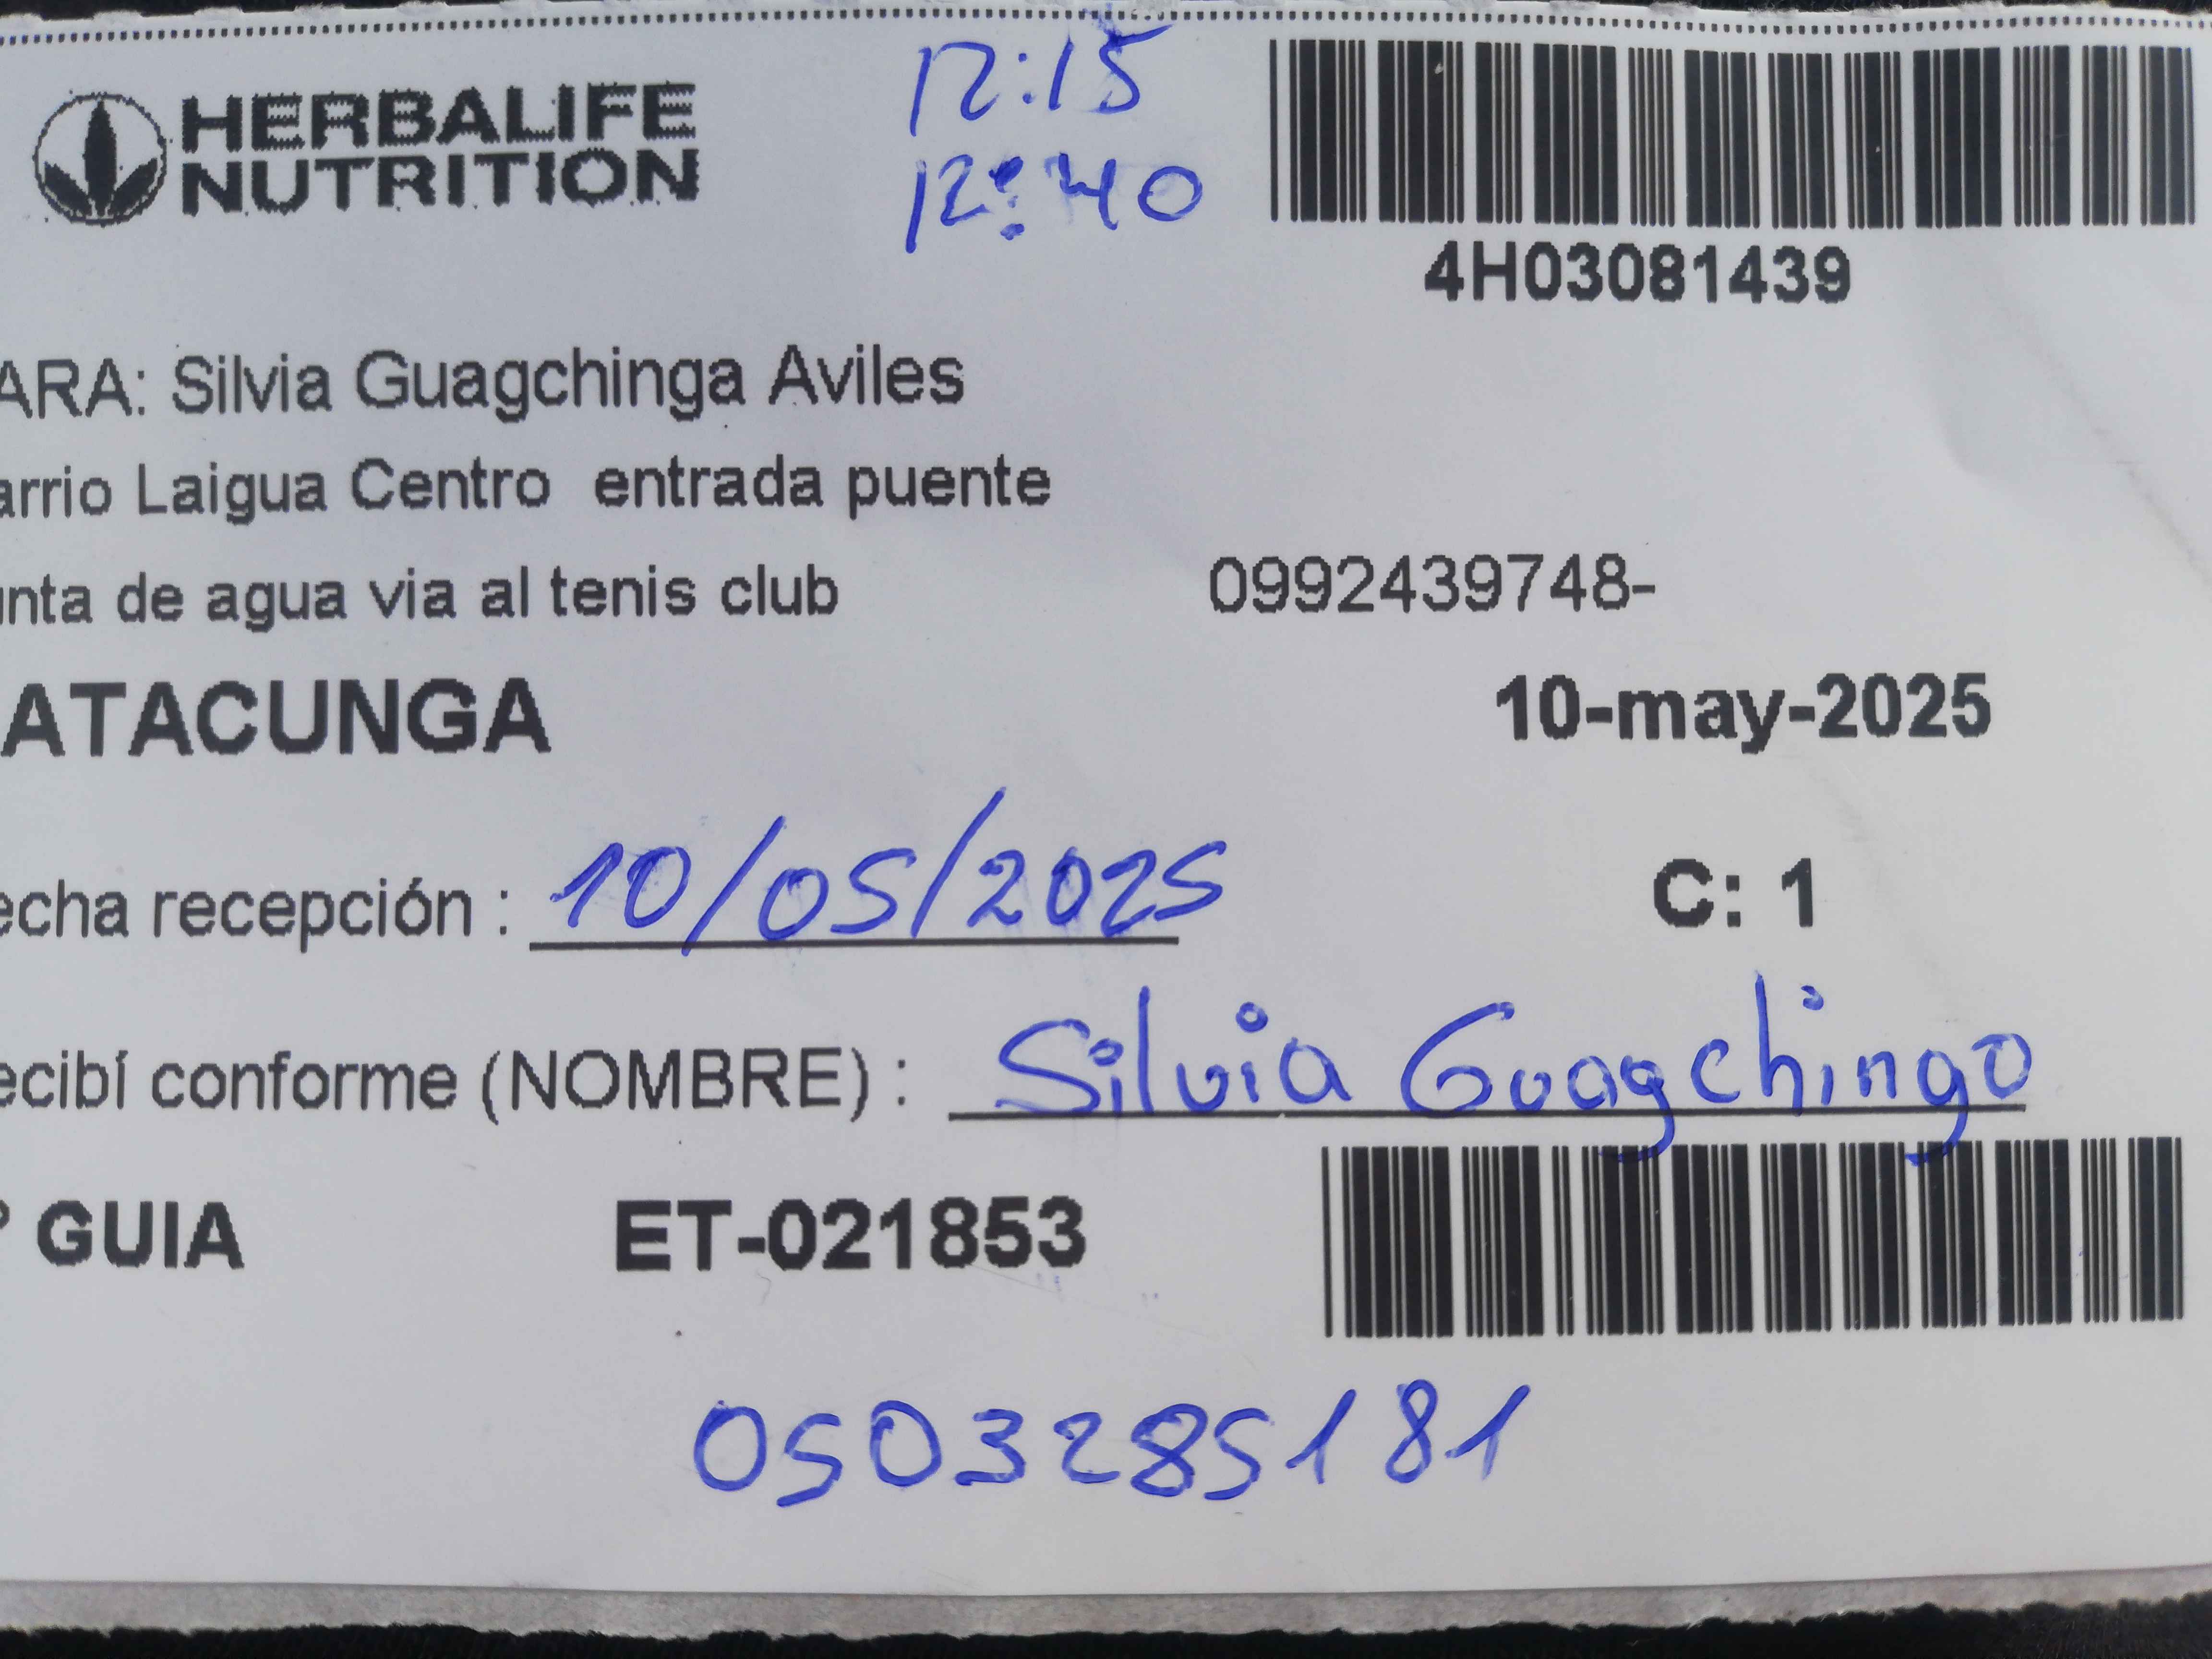 HERBALIFE
NUTRITION
12:15
12:40
4H03081439
ARA: Silvia Guagchinga Aviles
arrio Laigua Centro entrada puente
unta de agua via al tenis club 0992439748-
ATACUNGA 10-may-2025
echa recepción : 10/05/2025 C: 1
ecibí conforme (NOMBRE) : Silvia Guagchinga
° GUIA ET-021853
0503285181